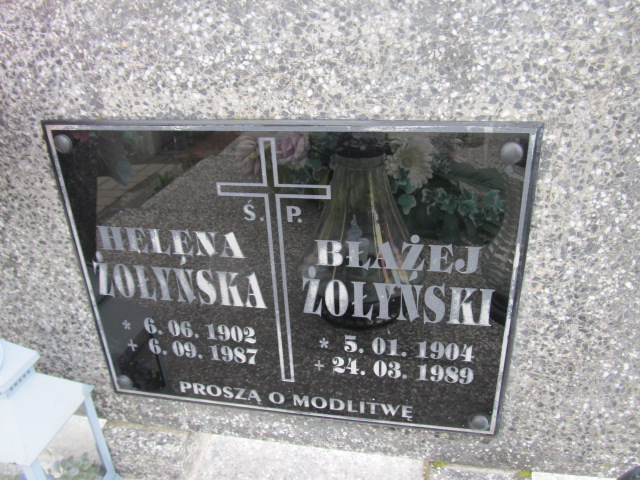 Ś. P.
HELENA
ŻOŁYŃSKA
* 6. 06. 1902
+ 6. 09. 1987
BŁAŻEJ
ŻOŁYŃSKI
* 5. 01. 1904
+ 24. 03. 1989
PROSZĄ O MODLITWĘ